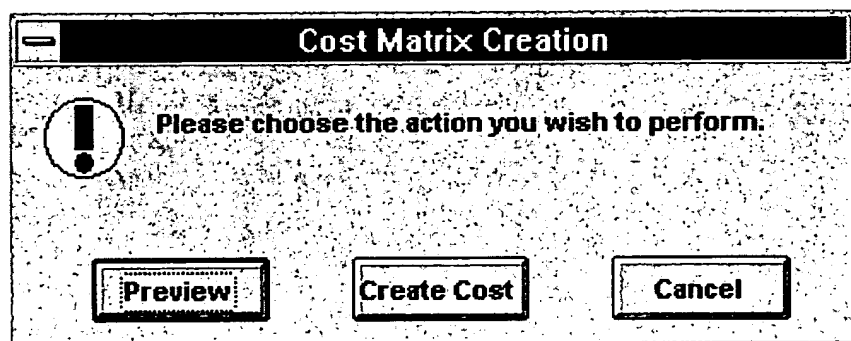 Cost Matrix Creation
Please choose the action you wish to perform.
Preview
Create Cost
Cancel